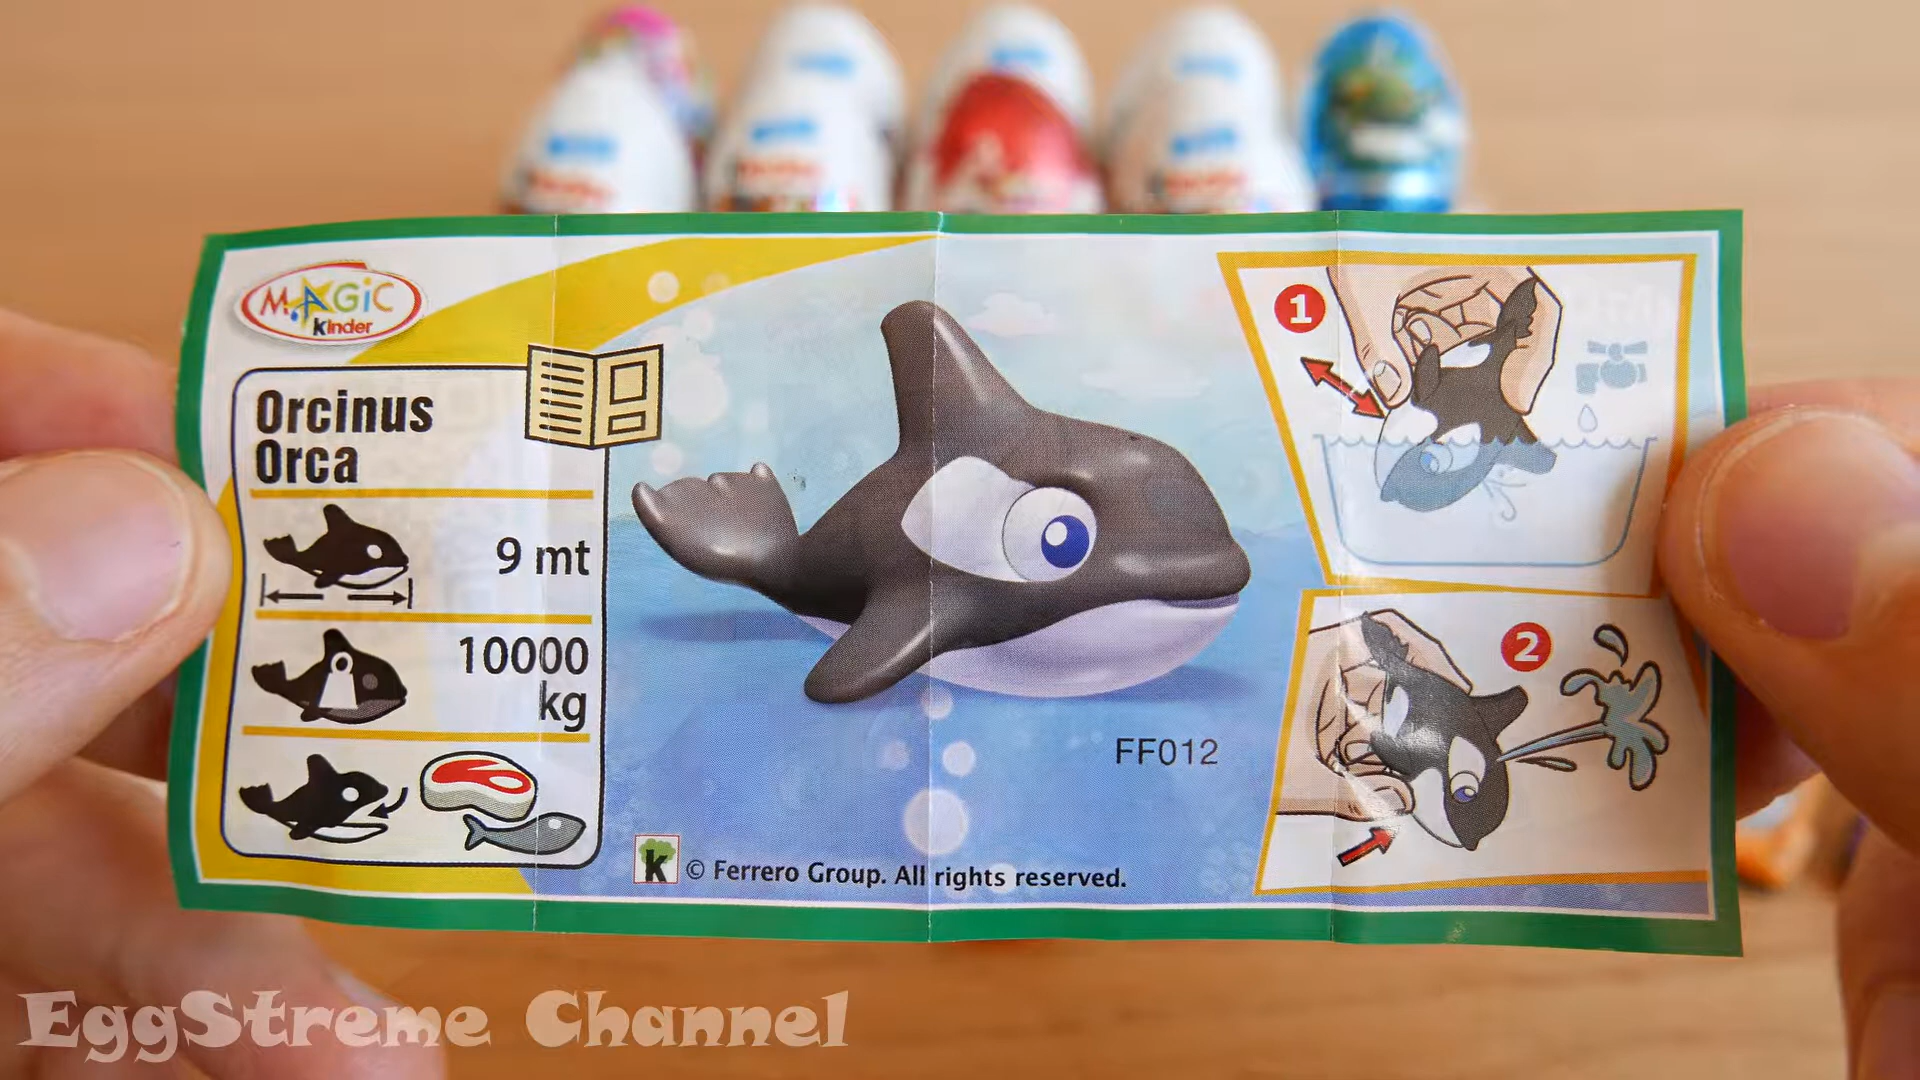 MAGiC
kinder
Orcinus
Orca
9 mt
10000
kg
1
2
FF012
k
© Ferrero Group. All rights reserved.
EggStreme Channel